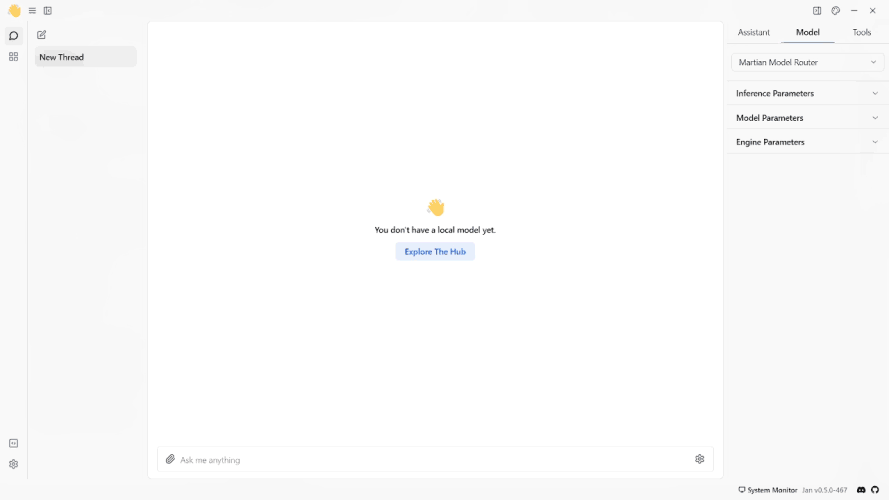 Assistant
Model
Tools
New Thread
Martian Model Router
Inference Parameters
Model Parameters
Engine Parameters
You don't have a local model yet.
Explore The Hub
Ask me anything
System Monitor
Jan v0.5.0-467